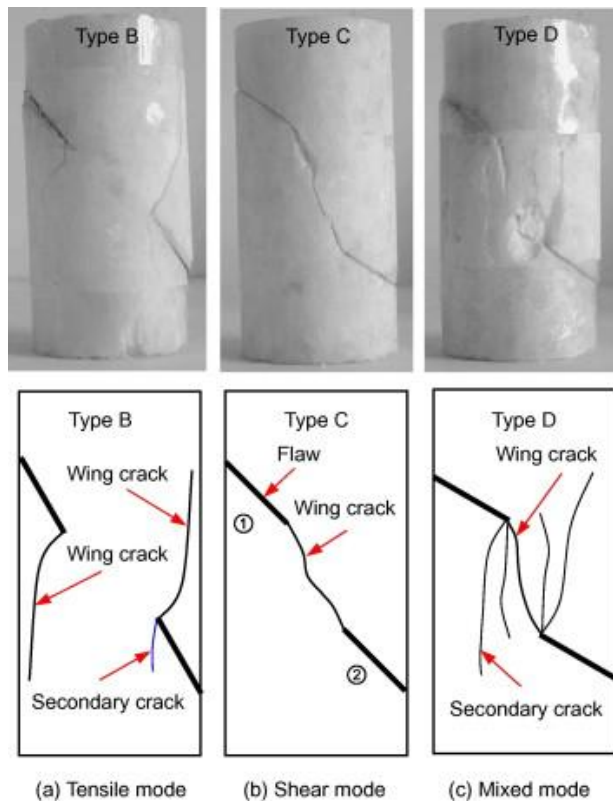 Type B
Type C
Type D
Type B
Wing crack
Wing crack
Secondary crack
Type C
Flaw
①
Wing crack
②
Type D
Wing crack
Secondary crack
(a) Tensile mode
(b) Shear mode
(c) Mixed mode